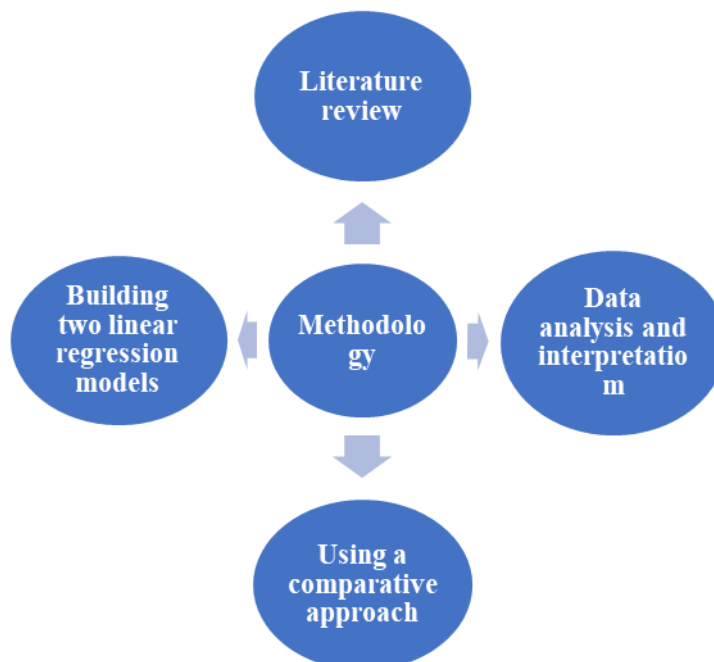 Literature
review
Building
two linear
regression
models
Methodolo
gy
Data
analysis and
interpretatio
m
Using a
comparative
approach